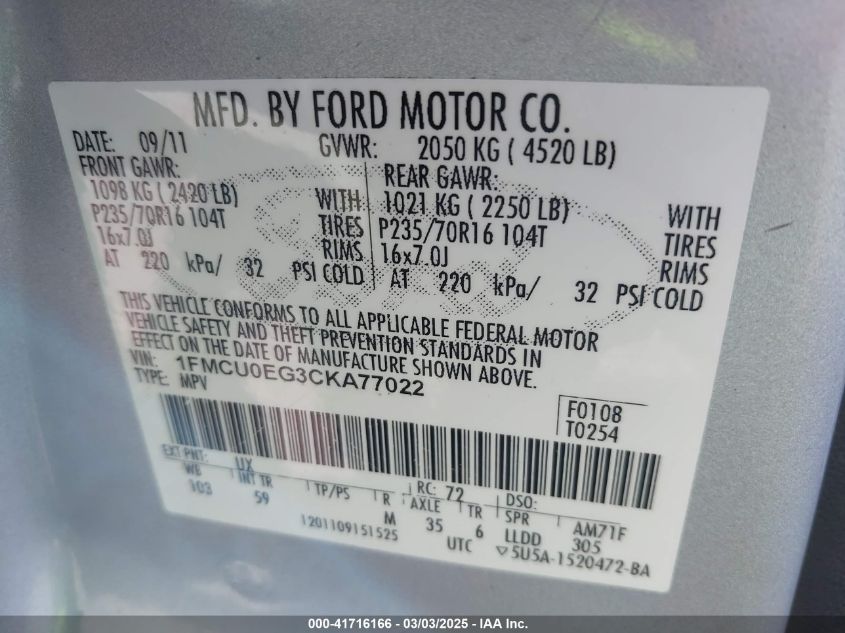 MFD. BY FORD MOTOR CO.
DATE: 09/11 GVWR: 2050 KG ( 4520 LB)
FRONT GAWR: REAR GAWR:
1098 KG ( 2420 LB) WITH 1021 KG ( 2250 LB) WITH
P235/70R16 104T TIRES P235/70R16 104T TIRES
16x7.0J RIMS 16x7.0J RIMS
AT 220 kPa/ 32 PSI COLD AT 220 kPa/ 32 PSI COLD
THIS VEHICLE CONFORMS TO ALL APPLICABLE FEDERAL MOTOR
VEHICLE SAFETY AND THEFT PREVENTION STANDARDS IN
EFFECT ON THE DATE OF MANUFACTURE SHOWN ABOVE.
VIN: 1FMCU0EG3CKA77022
TYPE: MPV
F0108
T0254
EXT PNT: UX RC: 72 DSO:
WB INT TR TP/PS R AXLE TR SPR AM71F
103 59 M 35 6 LLDD 305
1201109151525 UTC ▽5U5A-1520472-BA
000-41716166 | 03/03/2025 | IAA Inc.